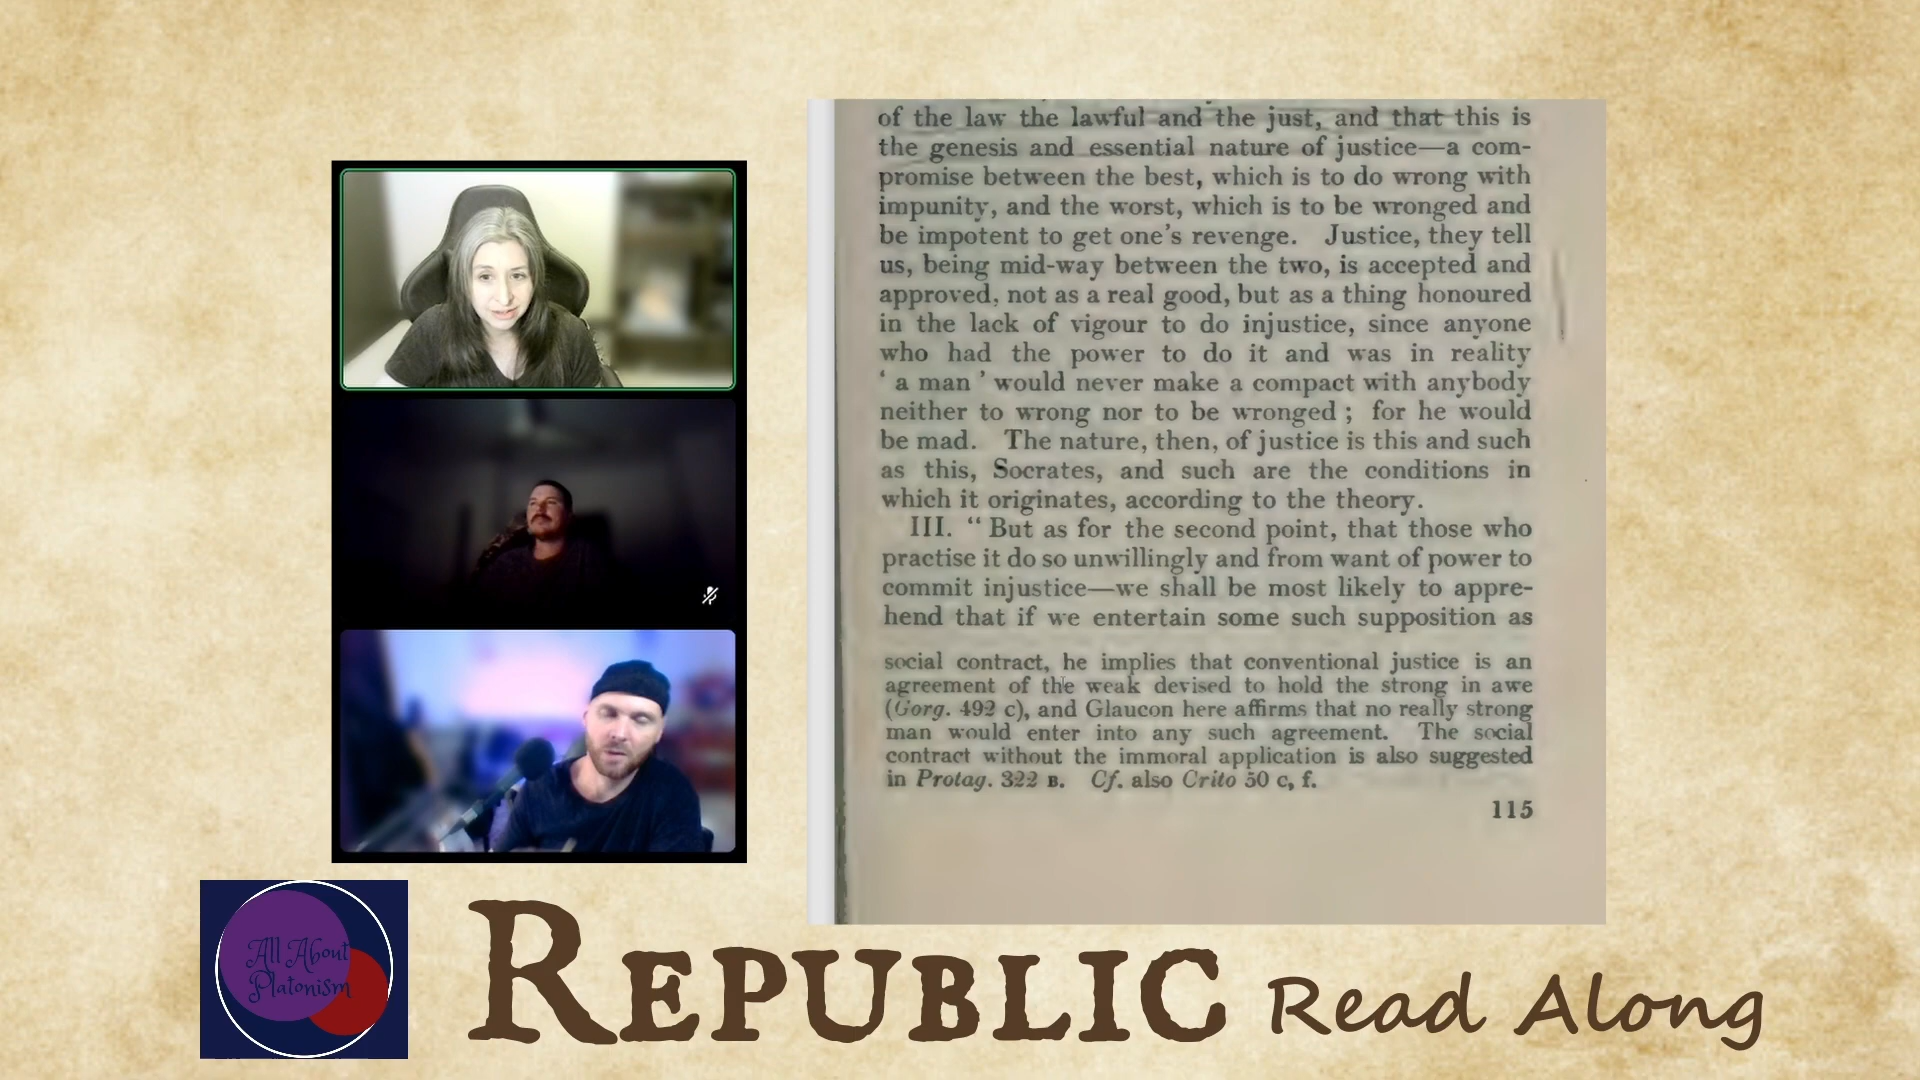 of the law the lawful and the just, and that this is
the genesis and essential nature of justice—a com-
promise between the best, which is to do wrong with
impunity, and the worst, which is to be wronged and
be impotent to get one's revenge. Justice, they tell
us, being mid-way between the two, is accepted and
approved, not as a real good, but as a thing honoured
in the lack of vigour to do injustice, since anyone
who had the power to do it and was in reality
‘ a man ’ would never make a compact with anybody
neither to wrong nor to be wronged ; for he would
be mad. The nature, then, of justice is this and such
as this, Socrates, and such are the conditions in
which it originates, according to the theory.
III. “ But as for the second point, that those who
practise it do so unwillingly and from want of power to
commit injustice—we shall be most likely to appre-
hend that if we entertain some such supposition as
social contract, he implies that conventional justice is an
agreement of the weak devised to hold the strong in awe
(Gorg. 492 c), and Glaucon here affirms that no really strong
man would enter into any such agreement. The social
contract without the immoral application is also suggested
in Protag. 322 B. Cf. also Crito 50 c, f.
115
All About
Platonism
REPUBLIC Read Along